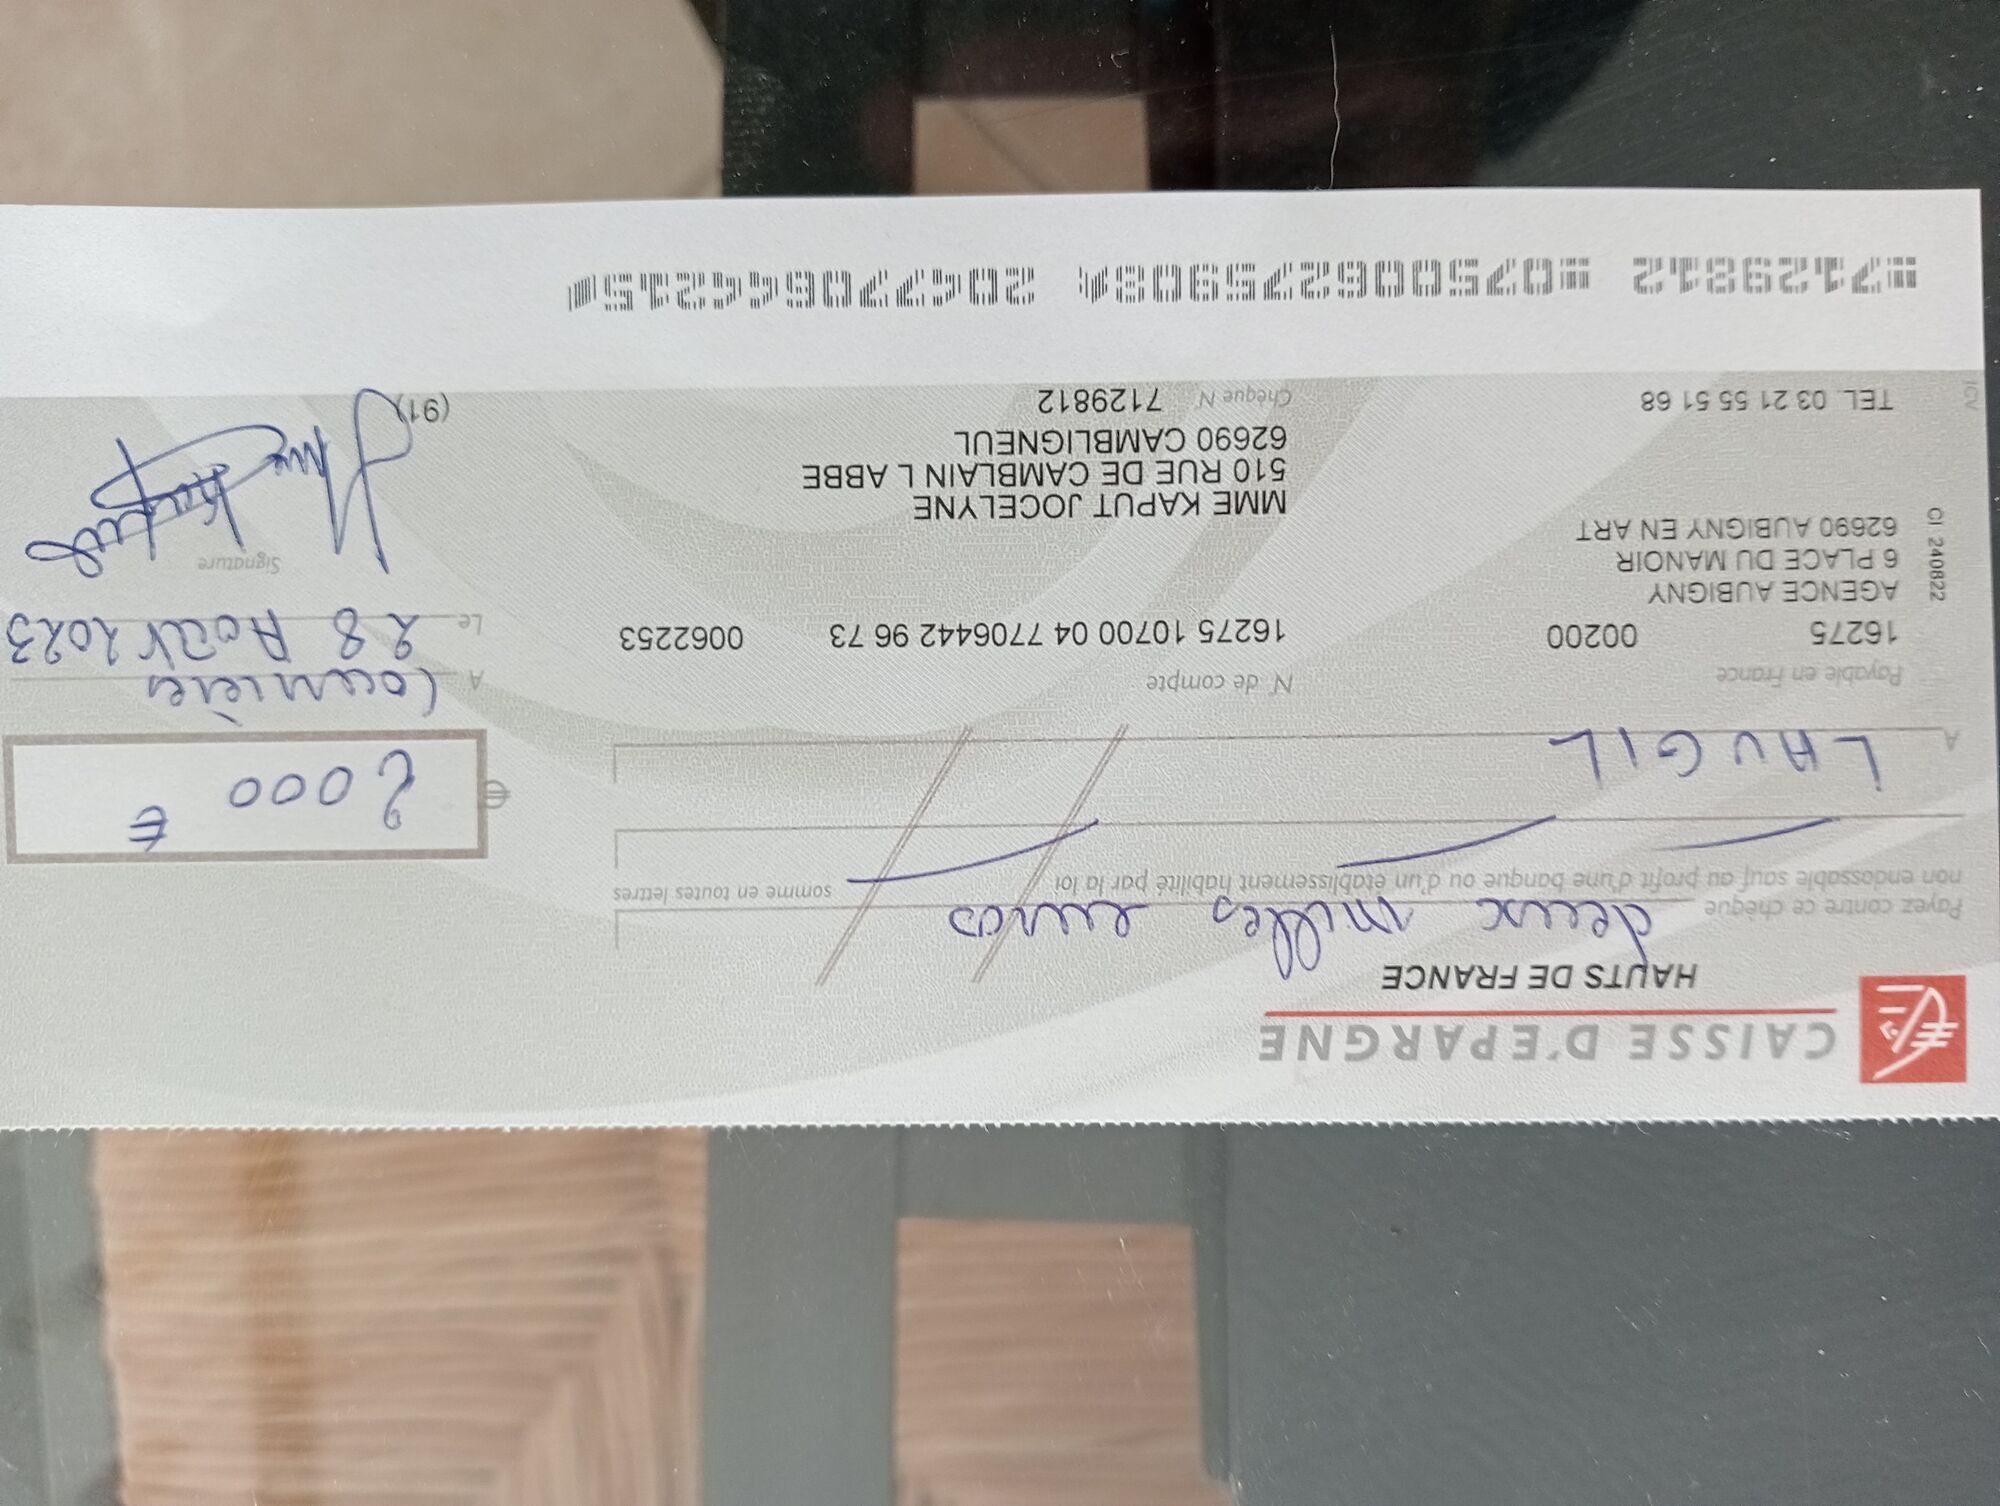 CAISSE D'EPARGNE
HAUTS DE FRANCE
Payez contre ce chèque deux milles euros
non endossable sauf au profit d'une banque ou d'un établissement habilité par la loi somme en toutes lettres
€ 2000 €
A LAUGIL
Payable en France N° de compte A
16275 00200 16275 10700 04 7706442 96 73 0062253 Le 28 Août 2023
AGENCE AUBIGNY
6 PLACE DU MANOIR
62690 AUBIGNY EN ART
CI 240822
Signature
MME KAPUT JOCELYNE
510 RUE DE CAMBLAIN L ABBE
62690 CAMBLIGNEUL
TEL. 03 21 55 51 68 Chèque N° 7129812 (91)
7129812 075006275908 204770644215